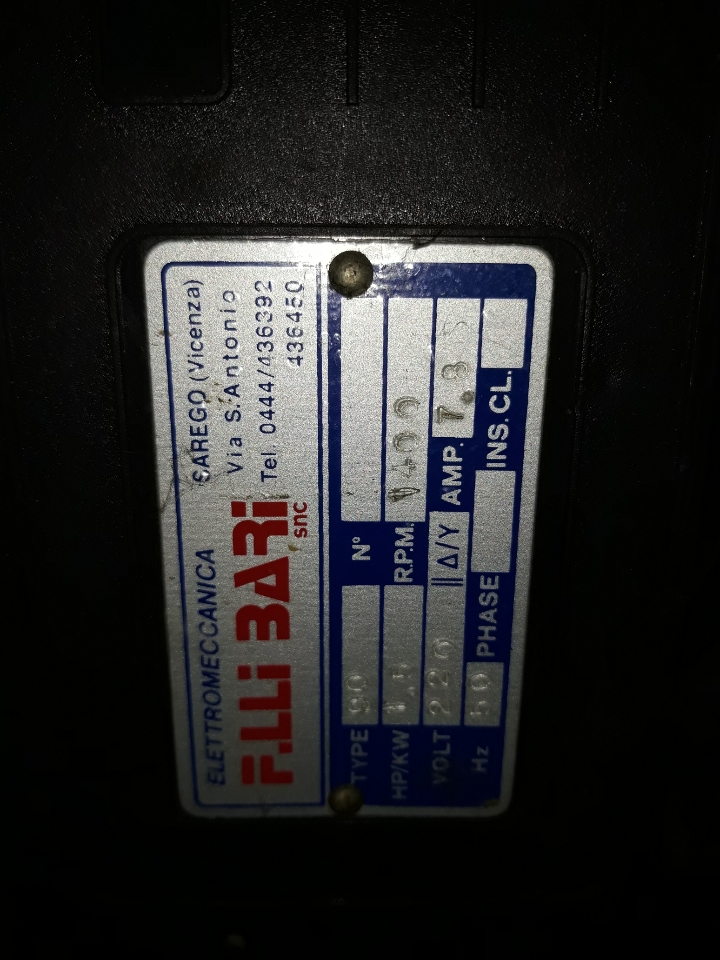 ELETTROMECCANICA
F.LLi BARi
snc
SAREGO (Vicenza)
Via S. Antonio
Tel. 0444/436392
436450
TYPE 90 N°
HP/KW 1.5 R.P.M. 1400
VOLT 220 Δ/Y AMP. 7.8
Hz 50 PHASE INS. CL.